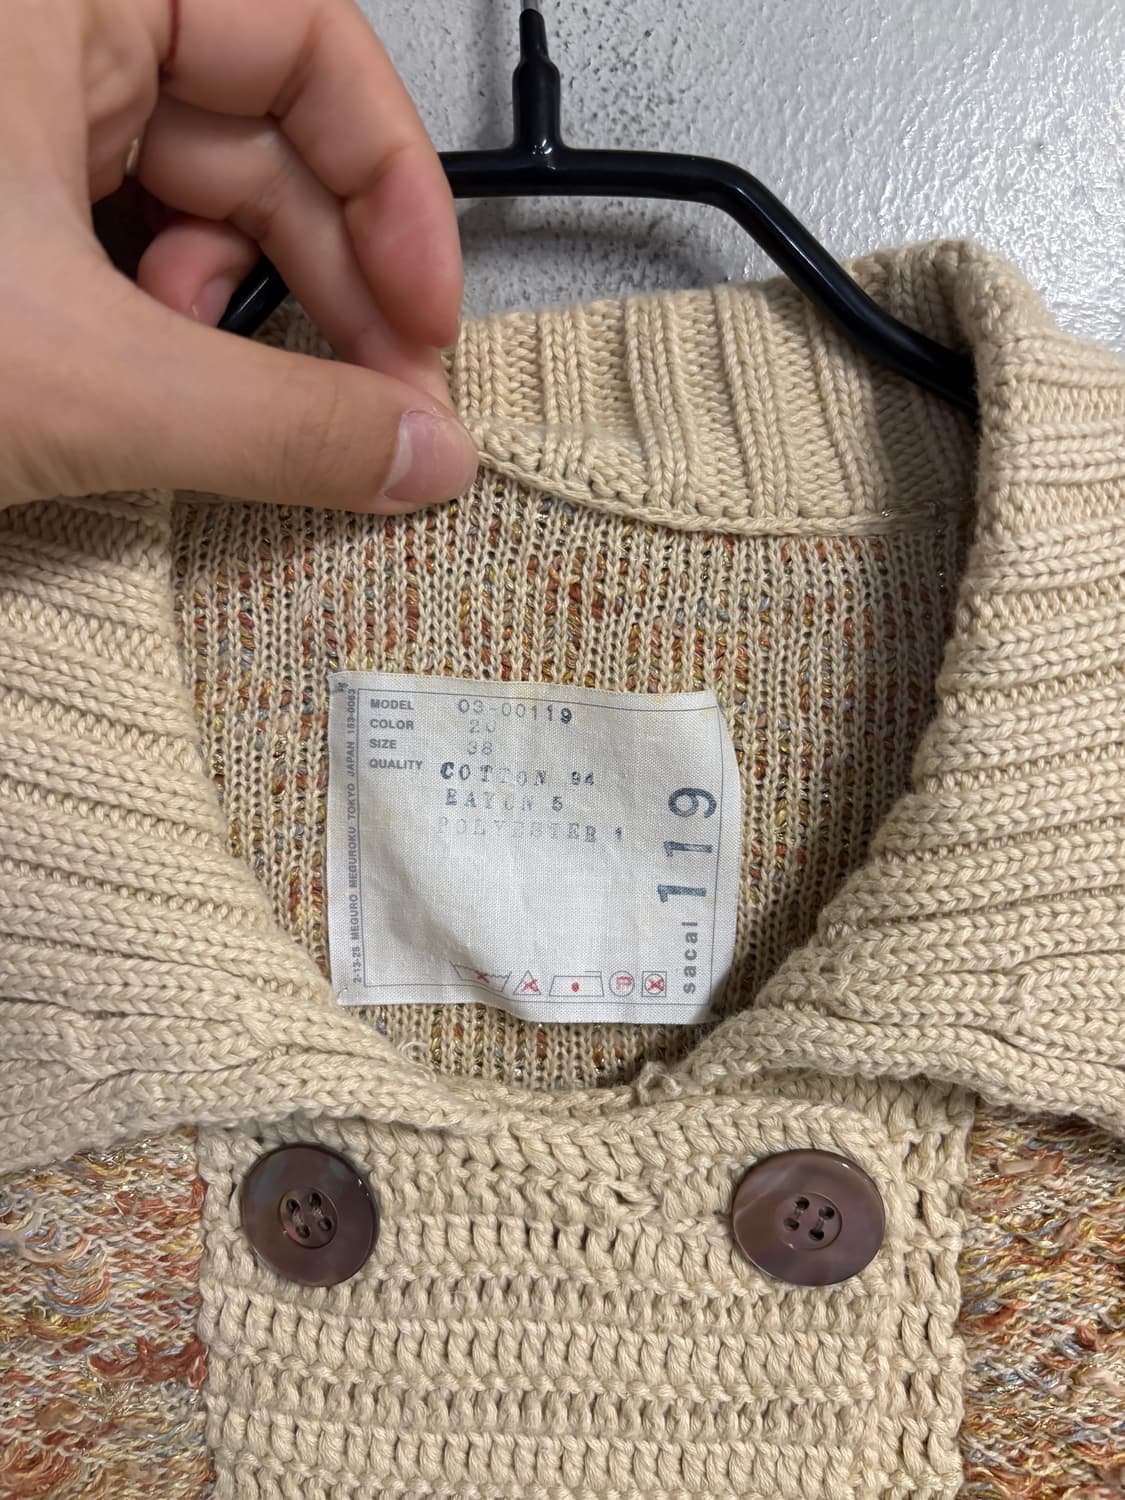 MODEL 03-00119
COLOR 20
SIZE 38
QUALITY COTTON 94
RAYON 5
POLYESTER 1
sacai 119
2-13-25 MEGURO MEGUROKU TOKYO JAPAN 153-0063